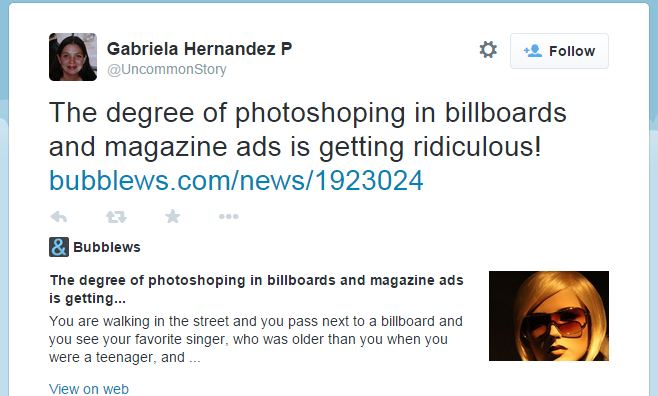 Gabriela Hernandez P
@UncommonStory
Follow
The degree of photoshoping in billboards
and magazine ads is getting ridiculous!
bubblews.com/news/1923024
&
Bubblews
The degree of photoshoping in billboards and magazine ads
is getting...
You are walking in the street and you pass next to a billboard and
you see your favorite singer, who was older than you when you
were a teenager, and ...
View on web